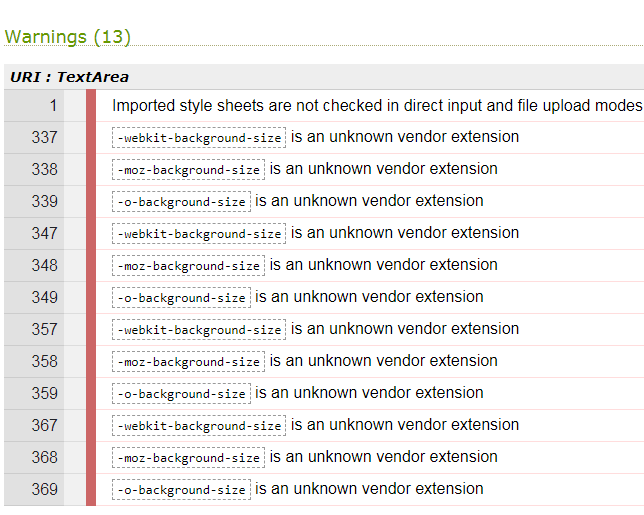 Warnings (13)
URI : TextArea
1 Imported style sheets are not checked in direct input and file upload modes
337 -webkit-background-size is an unknown vendor extension
338 -moz-background-size is an unknown vendor extension
339 -o-background-size is an unknown vendor extension
347 -webkit-background-size is an unknown vendor extension
348 -moz-background-size is an unknown vendor extension
349 -o-background-size is an unknown vendor extension
357 -webkit-background-size is an unknown vendor extension
358 -moz-background-size is an unknown vendor extension
359 -o-background-size is an unknown vendor extension
367 -webkit-background-size is an unknown vendor extension
368 -moz-background-size is an unknown vendor extension
369 -o-background-size is an unknown vendor extension